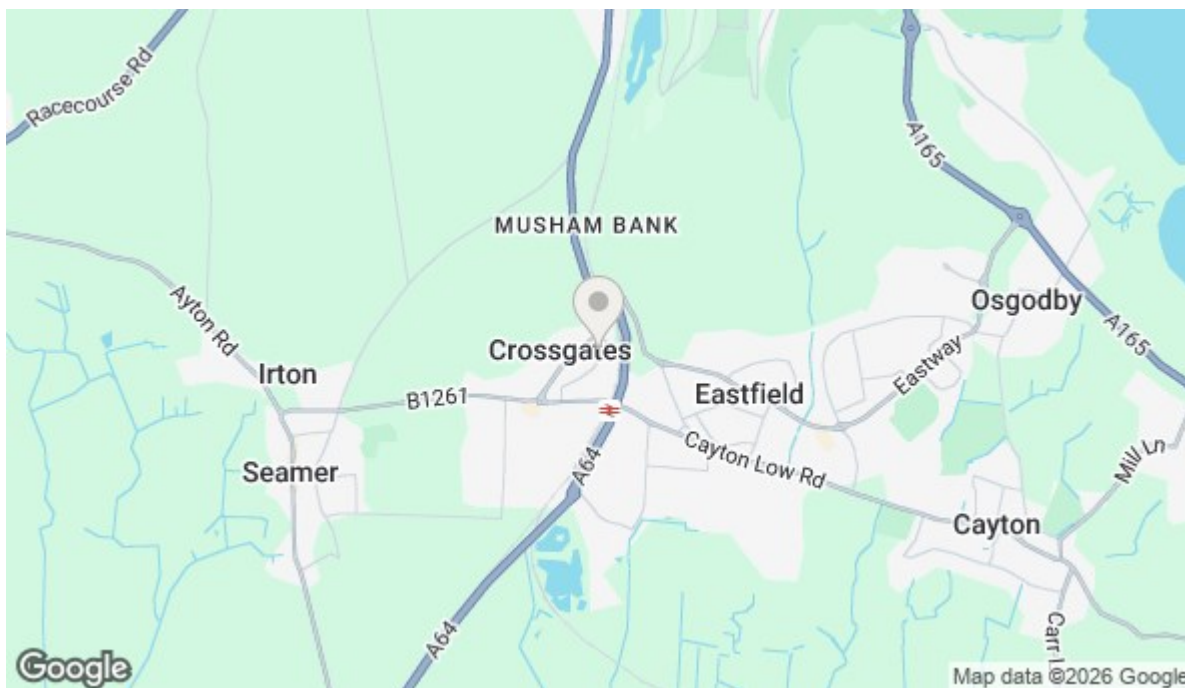 Racecourse Rd
A165
MUSHAM BANK
Osgodby
Ayton Rd
A165
Crossgates
Irton
Eastway
Eastfield
B1261
Seamer
Cayton Low Rd
Mill Ln
A64
Cayton
A64
Carr
Google
Map data ©2026 Google